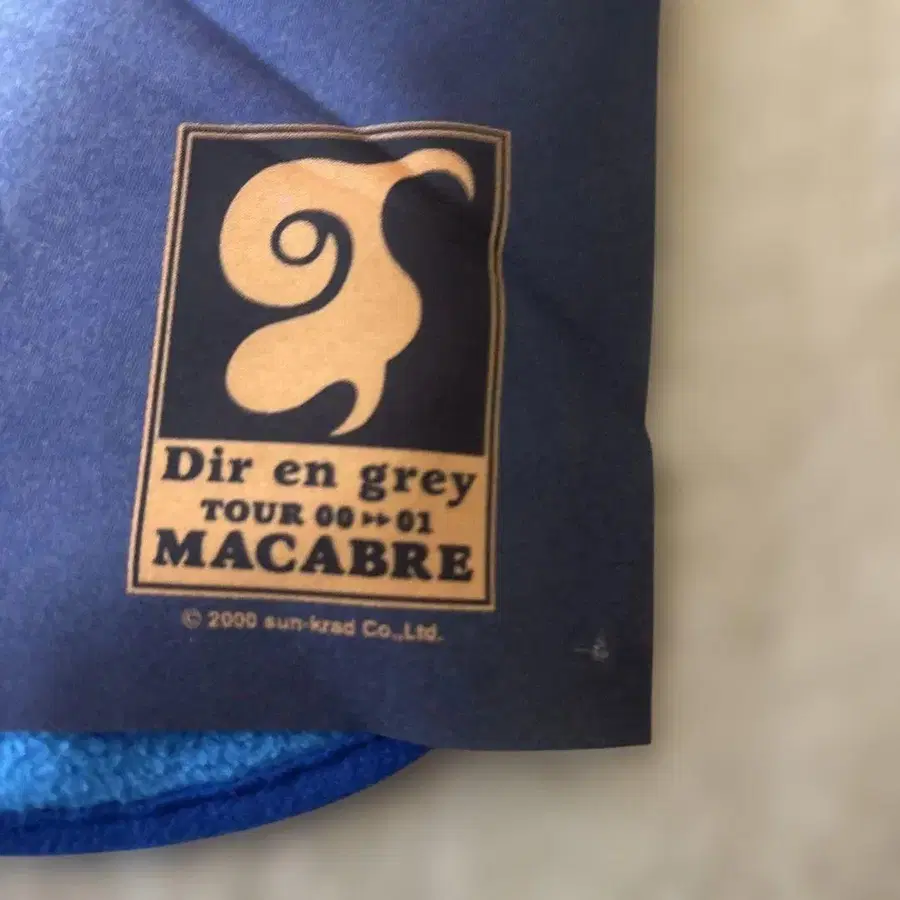 Dir en grey
TOUR 00▸▸01
MACABRE
© 2000 sun-krad Co.,Ltd.